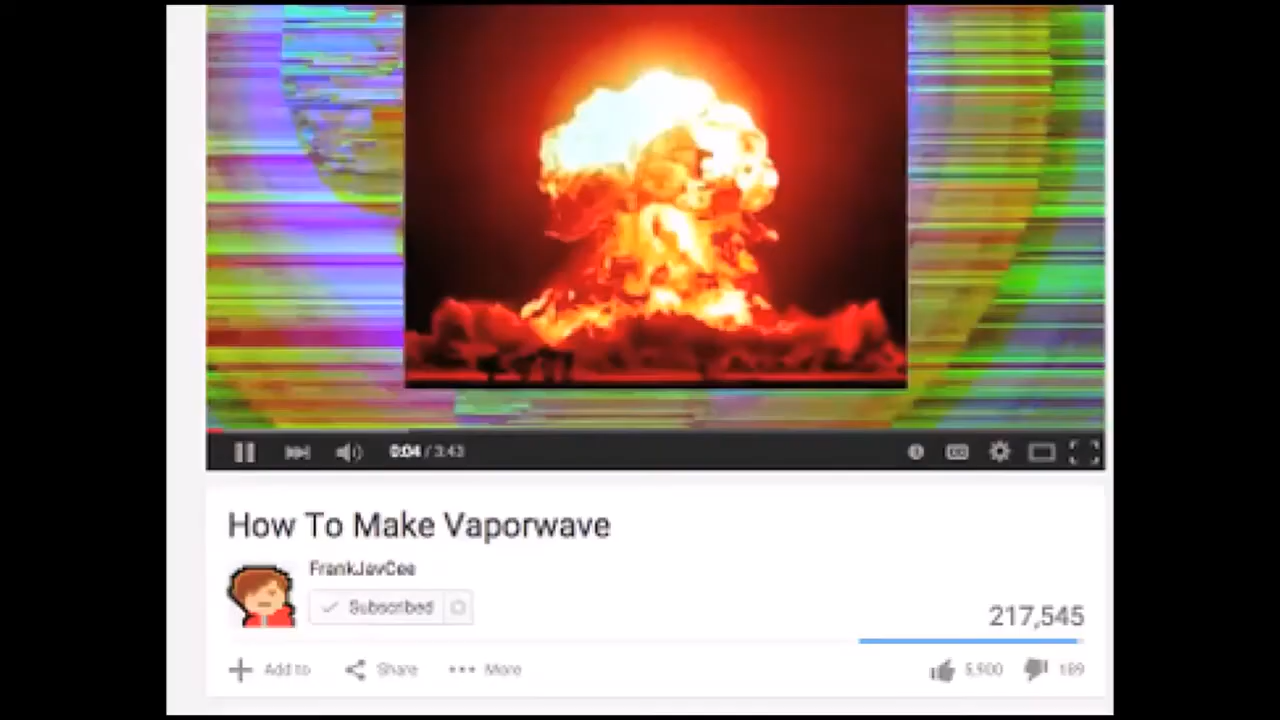 0:04 / 3:43
How To Make Vaporwave
FrankJavCee
Subscribed
217,545
Add to Share More 5,900 189